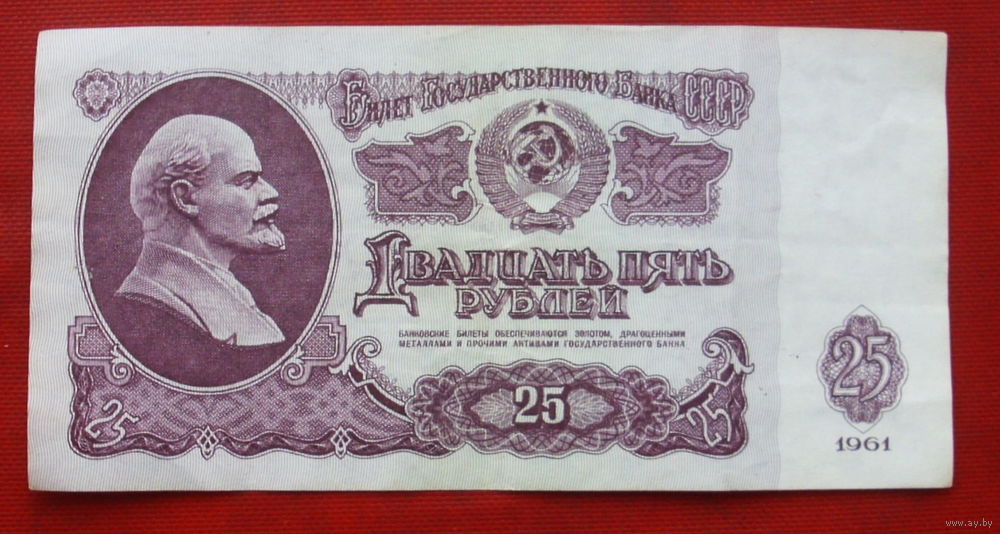 Билет Государственного Банка СССР
Двадцать пять
рублей
БАНКОВСКИЕ БИЛЕТЫ ОБЕСПЕЧИВАЮТСЯ ЗОЛОТОМ, ДРАГОЦЕННЫМИ
МЕТАЛЛАМИ И ПРОЧИМИ АКТИВАМИ ГОСУДАРСТВЕННОГО БАНКА
25
25
25
25
1961
www.ay.by